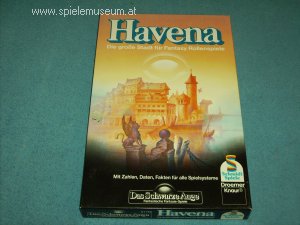 www.spielemuseum.at
Havena
Die große Stadt für Fantasy Rollenspiele
Mit Zahlen, Daten, Fakten für alle Spielsysteme
Schmidt
Spiele
Droemer
Knaur
Das Schwarze Auge
Havena